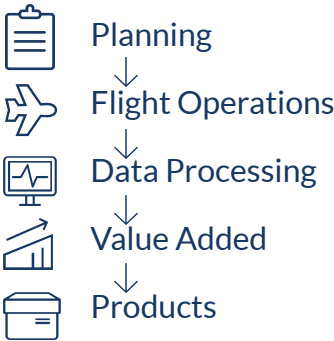 Planning
Flight Operations
Data Processing
Value Added
Products